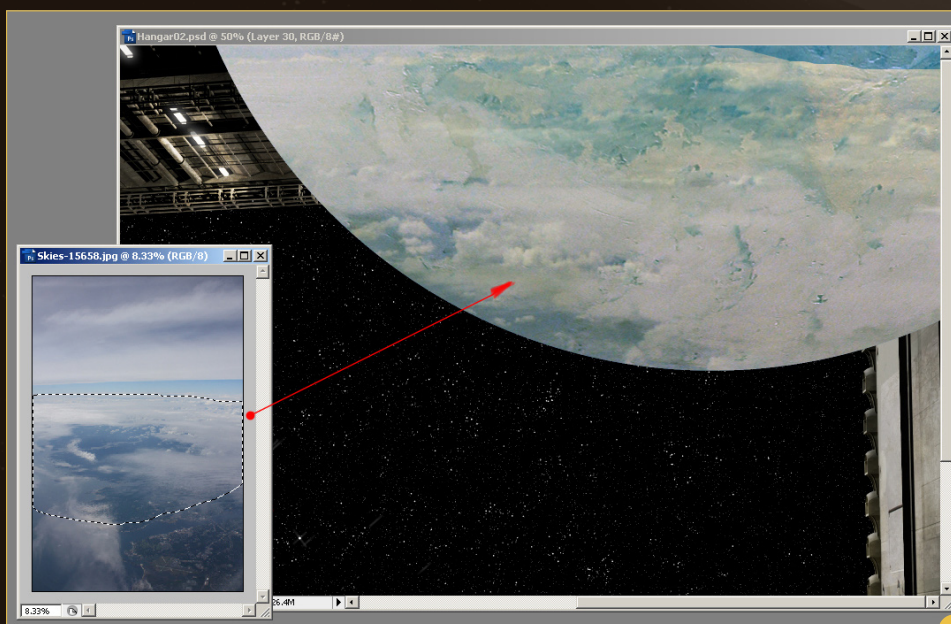 Hangar02.psd @ 50% (Layer 30, RGB/8#)
Skies-15658.jpg @ 8.33% (RGB/8)
8.33%
26.4M